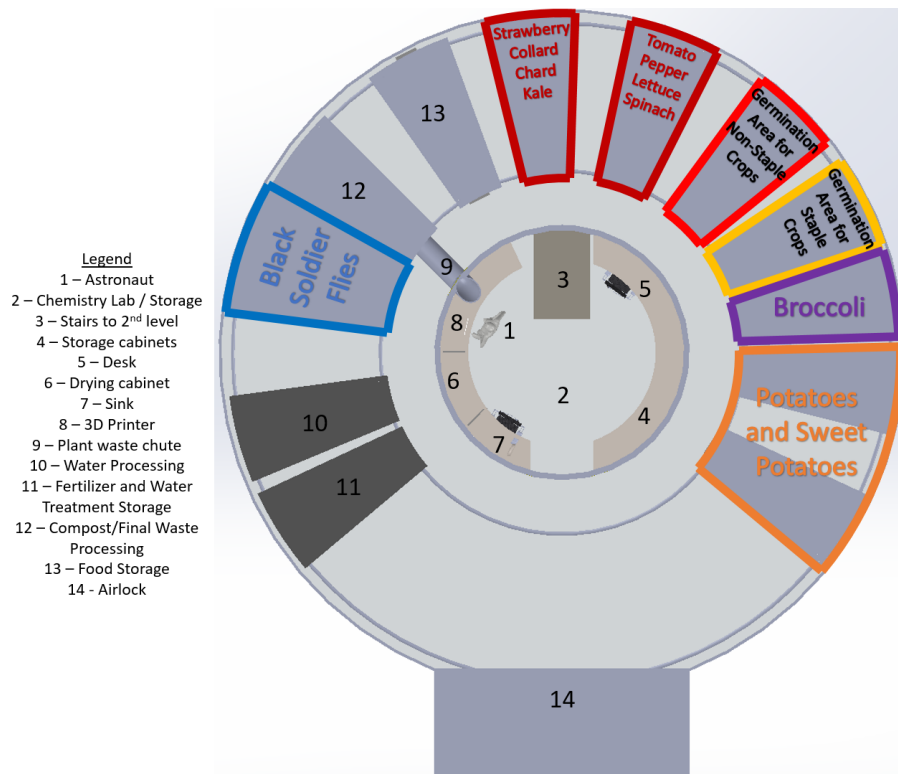 Legend
1 – Astronaut
2 – Chemistry Lab / Storage
3 – Stairs to 2nd level
4 – Storage cabinets
5 – Desk
6 – Drying cabinet
7 – Sink
8 – 3D Printer
9 – Plant waste chute
10 – Water Processing
11 – Fertilizer and Water
Treatment Storage
12 – Compost/Final Waste
Processing
13 – Food Storage
14 - Airlock
Strawberry
Collard
Chard
Kale
Tomato
Pepper
Lettuce
Spinach
Germination
Area for
Non-Staple
Crops
Germination
Area for
Staple
Crops
Broccoli
Potatoes
and Sweet
Potatoes
Black
Soldier
Flies
13
12
9
3
5
8
1
6
2
4
7
10
11
14